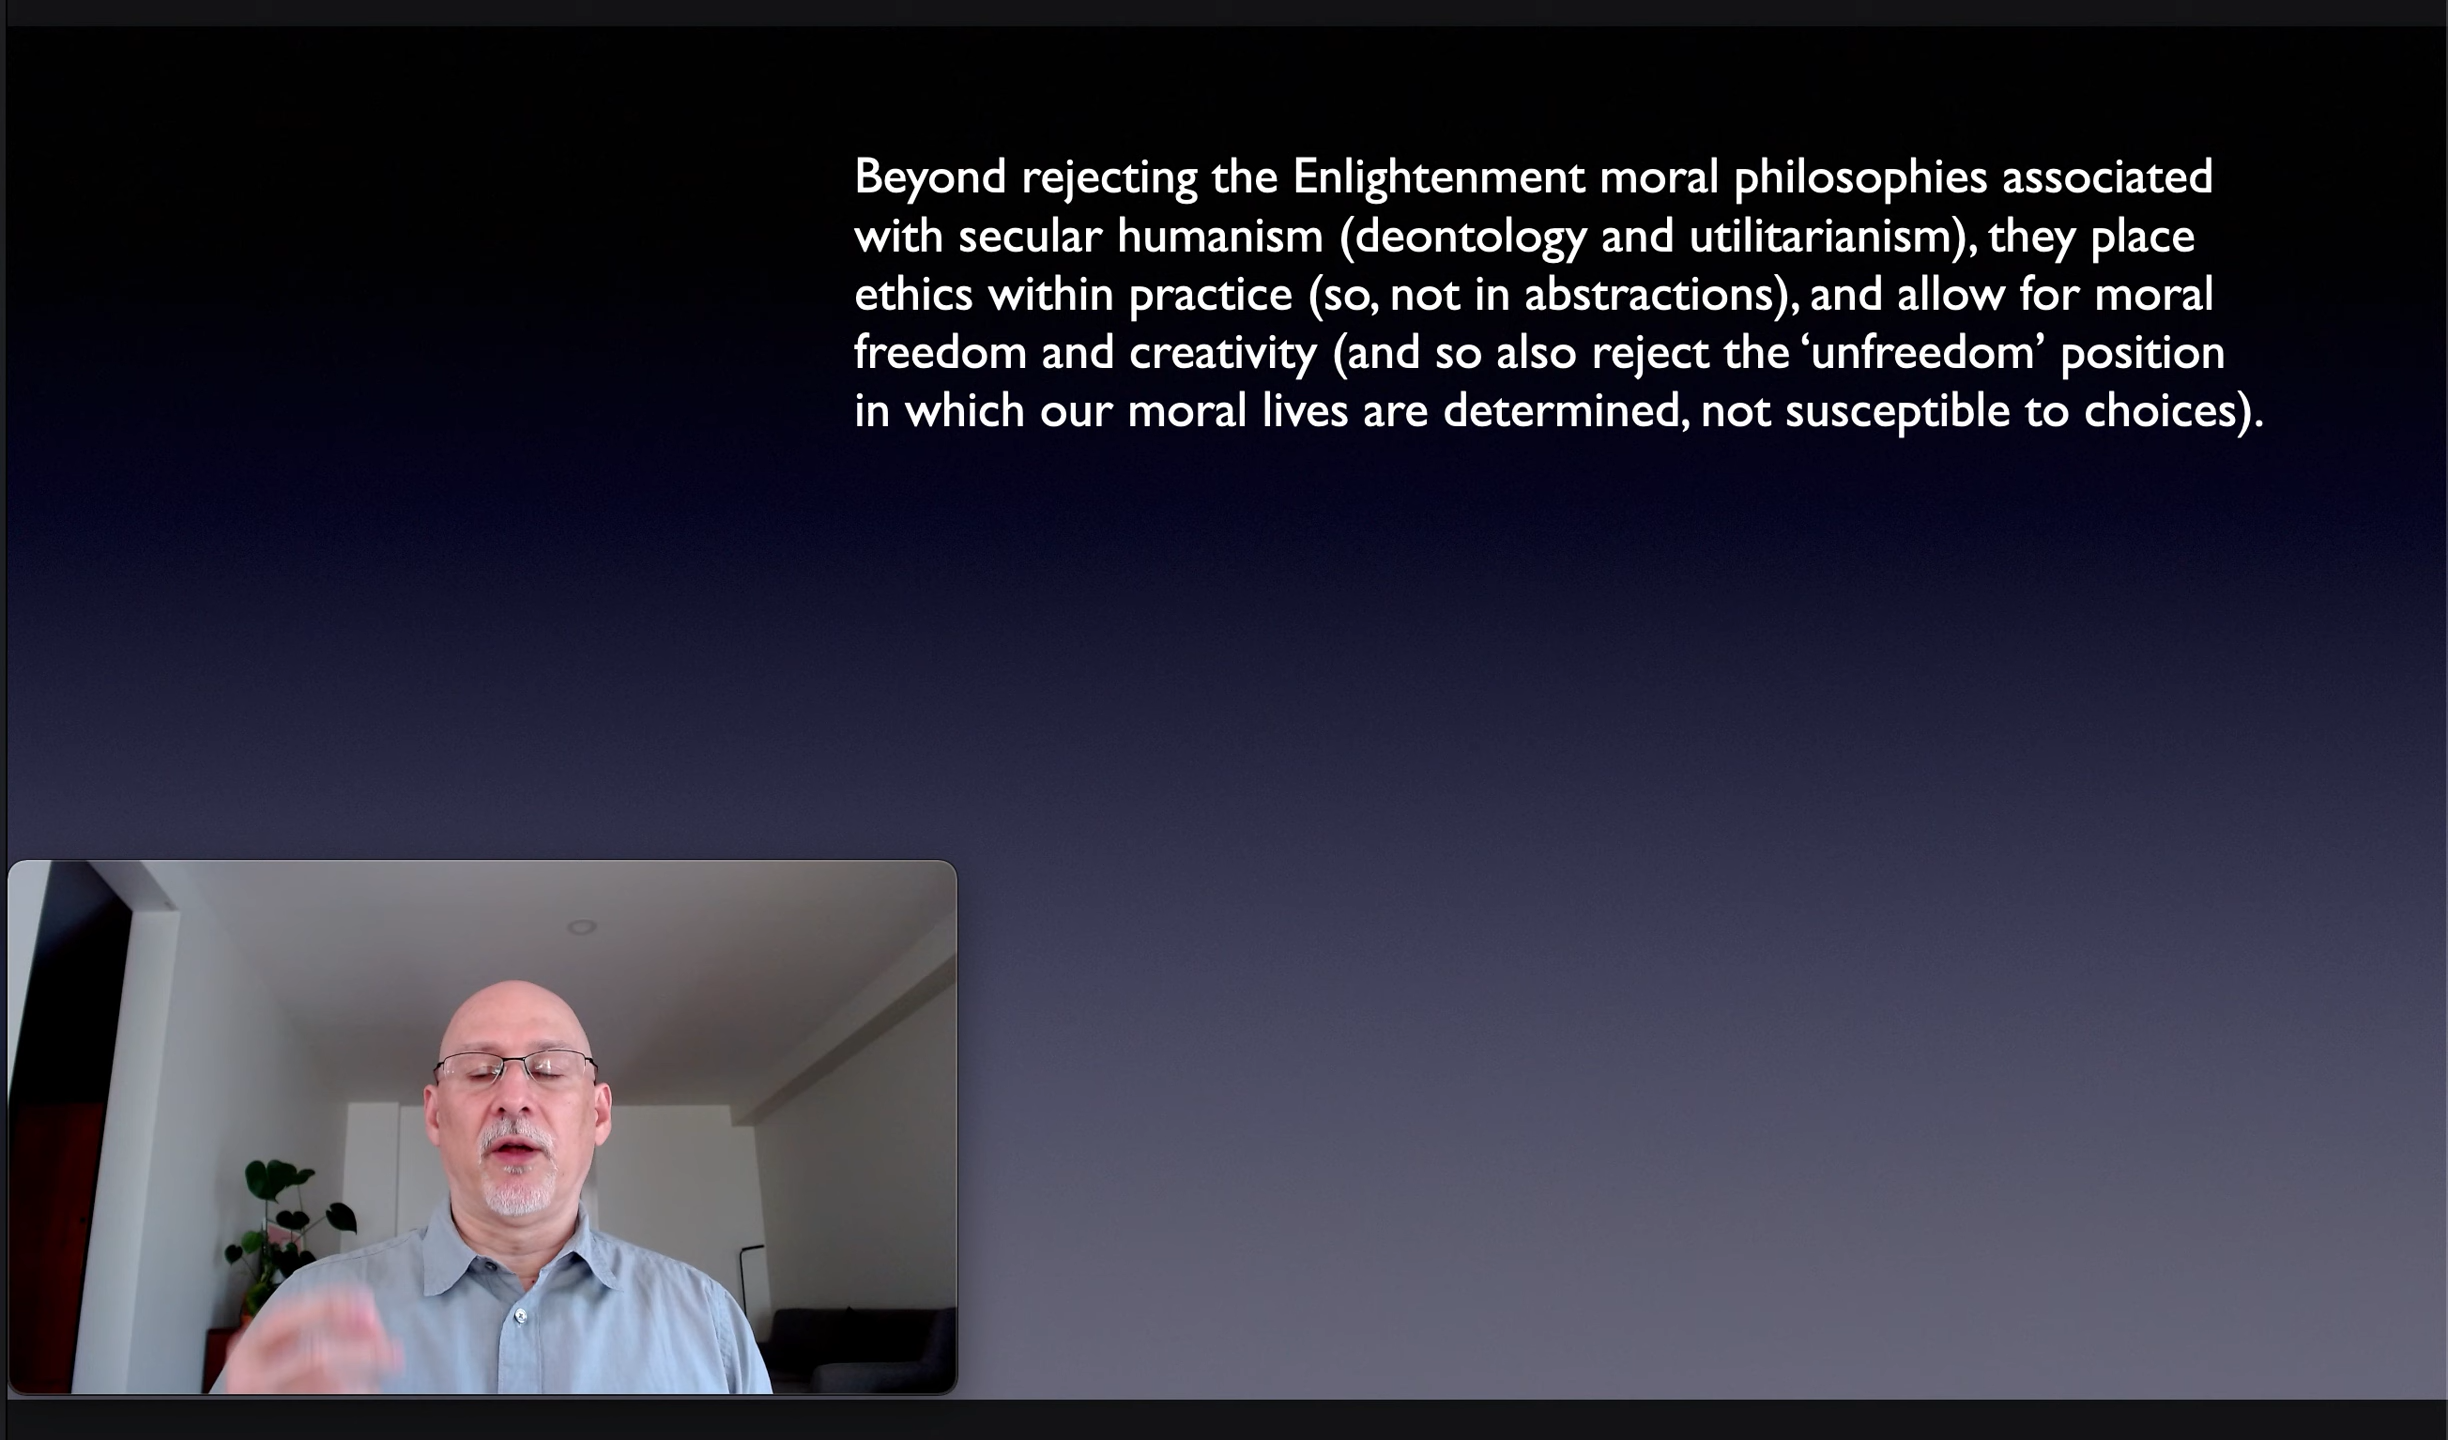 Beyond rejecting the Enlightenment moral philosophies associated
with secular humanism (deontology and utilitarianism), they place
ethics within practice (so, not in abstractions), and allow for moral
freedom and creativity (and so also reject the ‘unfreedom’ position
in which our moral lives are determined, not susceptible to choices).